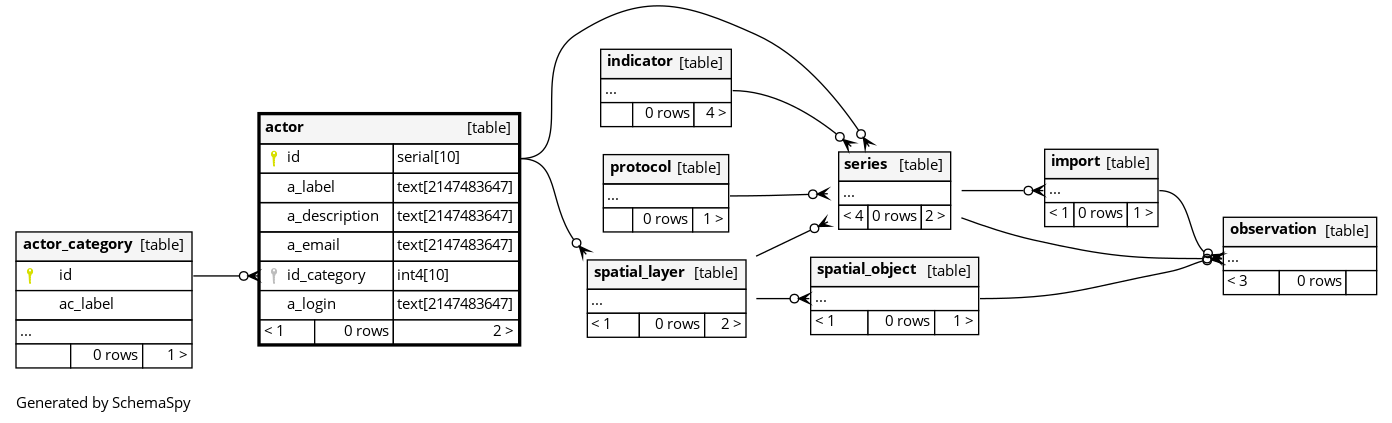 indicator [table]
...
0 rows 4 >
actor [table]
id serial[10]
a_label text[2147483647]
a_description text[2147483647]
a_email text[2147483647]
id_category int4[10]
a_login text[2147483647]
< 1 0 rows 2 >
protocol [table]
...
0 rows 1 >
series [table]
...
< 4 0 rows 2 >
import [table]
...
< 1 0 rows 1 >
actor_category [table]
id
ac_label
...
0 rows 1 >
spatial_layer [table]
...
< 1 0 rows 2 >
spatial_object [table]
...
< 1 0 rows 1 >
observation [table]
...
< 3 0 rows
Generated by SchemaSpy